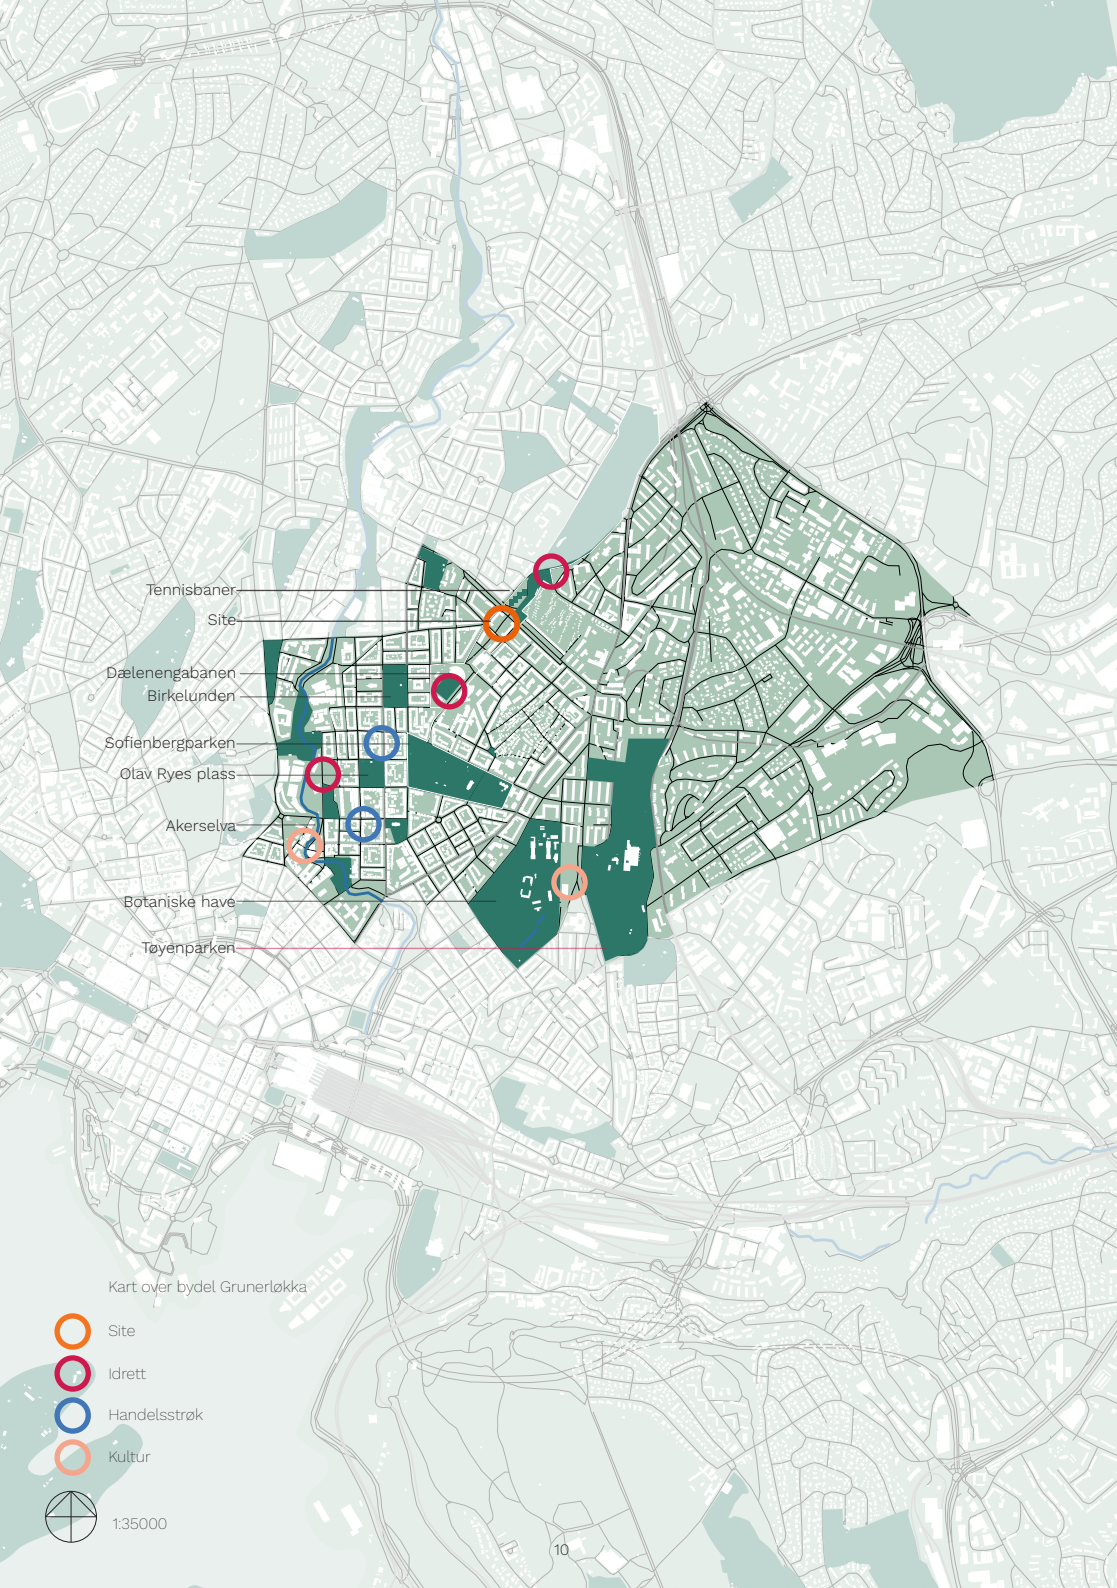 Tennisbaner
Site
Dælenengabanen
Birkelunden
Sofienbergparken
Olav Ryes plass
Akerselva
Botaniske have
Tøyenparken
Kart over bydel Grunerløkka
Site
Idrett
Handelsstrøk
Kultur
1:35000
10